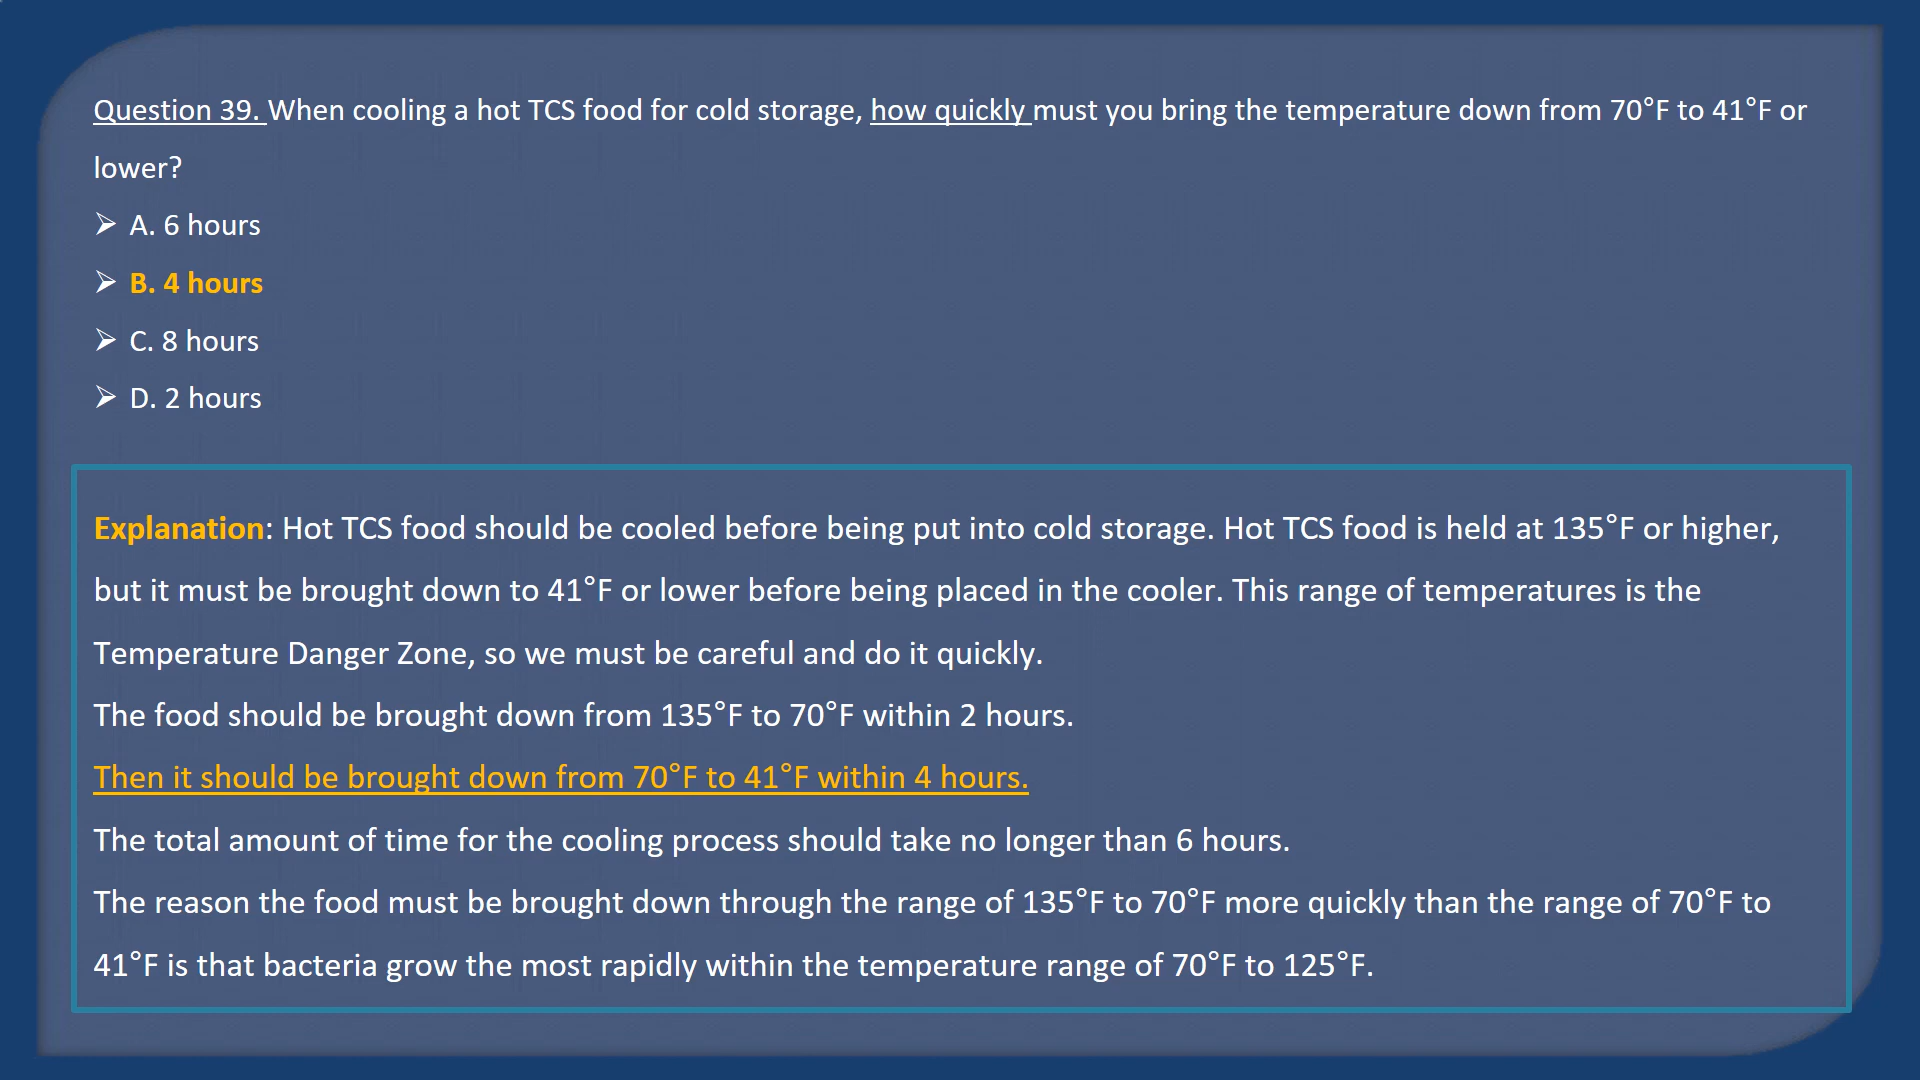 Question 39. When cooling a hot TCS food for cold storage, how quickly must you bring the temperature down from 70°F to 41°F or
lower?
➢ A. 6 hours
➢ B. 4 hours
➢ C. 8 hours
➢ D. 2 hours
Explanation: Hot TCS food should be cooled before being put into cold storage. Hot TCS food is held at 135°F or higher,
but it must be brought down to 41°F or lower before being placed in the cooler. This range of temperatures is the
Temperature Danger Zone, so we must be careful and do it quickly.
The food should be brought down from 135°F to 70°F within 2 hours.
Then it should be brought down from 70°F to 41°F within 4 hours.
The total amount of time for the cooling process should take no longer than 6 hours.
The reason the food must be brought down through the range of 135°F to 70°F more quickly than the range of 70°F to
41°F is that bacteria grow the most rapidly within the temperature range of 70°F to 125°F.